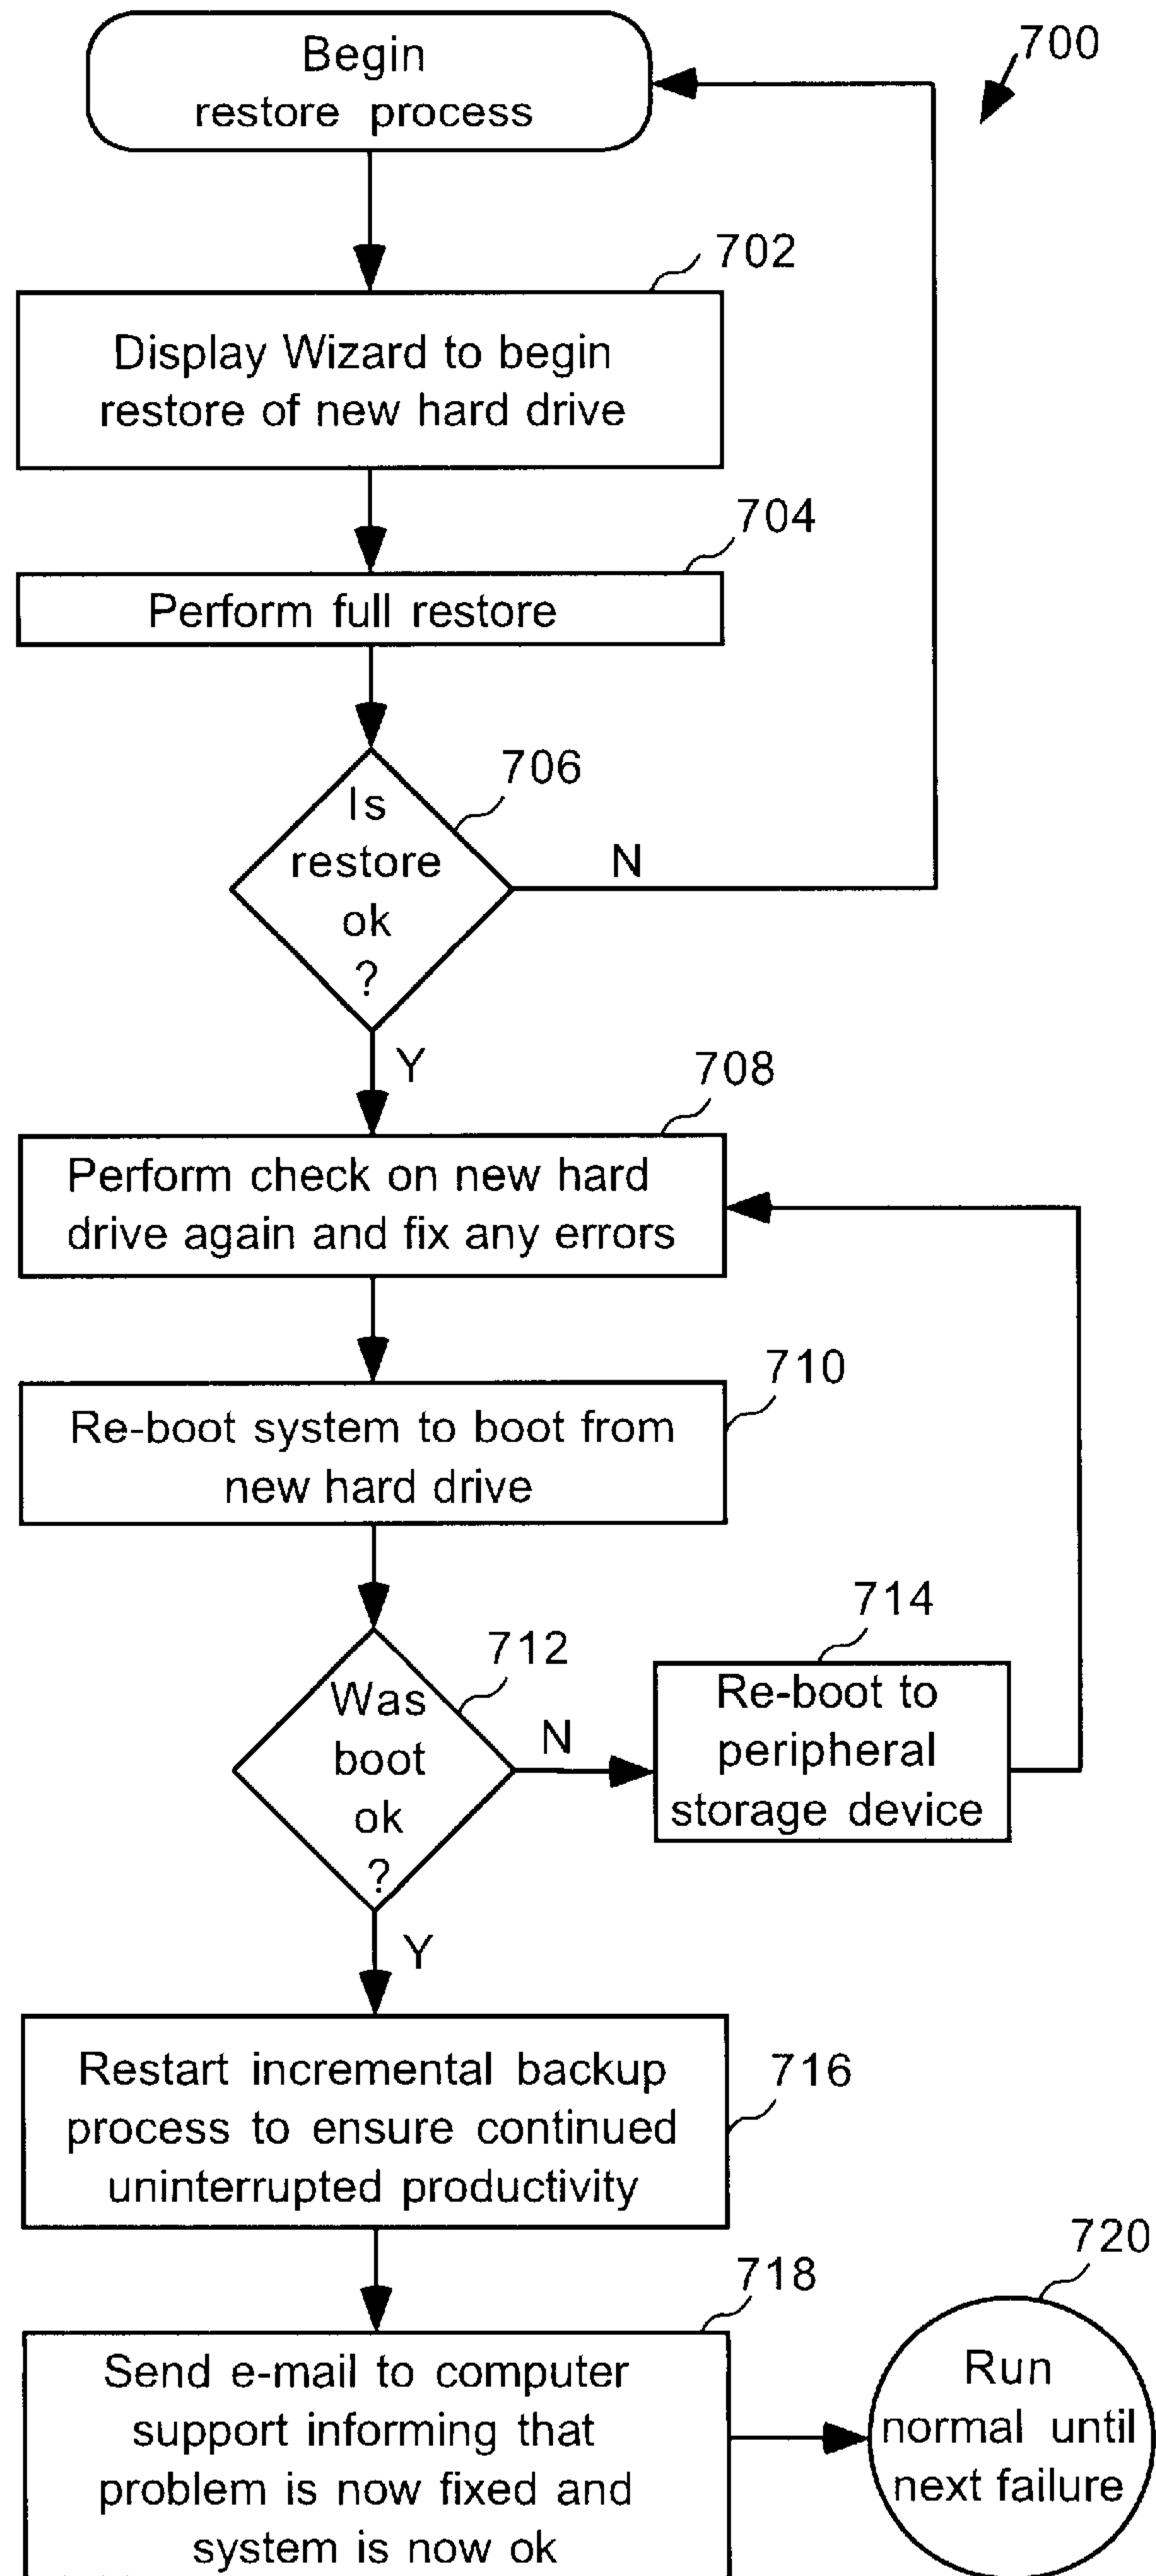 Begin
restore process
700
702
Display Wizard to begin
restore of new hard drive
704
Perform full restore
706
Is
restore
ok
?
N
Y
708
Perform check on new hard
drive again and fix any errors
710
Re-boot system to boot from
new hard drive
712
Was
boot
ok
?
N
714
Re-boot to
peripheral
storage device
Y
716
Restart incremental backup
process to ensure continued
uninterrupted productivity
718
Send e-mail to computer
support informing that
problem is now fixed and
system is now ok
720
Run
normal until
next failure